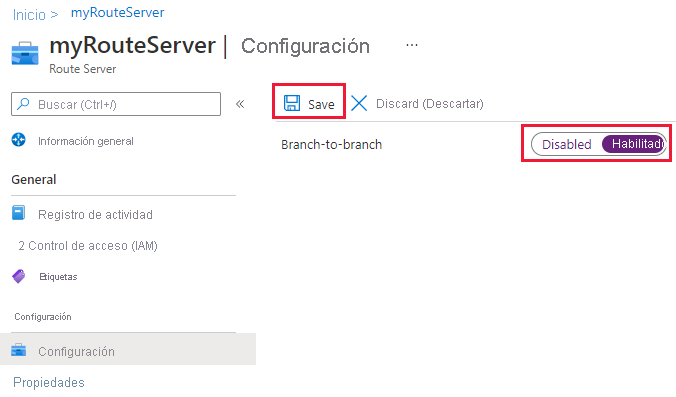 Inicio > myRouteServer
myRouteServer | Configuración ...
Route Server
Buscar (Ctrl+/) «
Save Discard (Descartar)
Información general
Branch-to-branch Disabled Habilitado
General
Registro de actividad
2 Control de acceso (IAM)
Etiquetas
Configuración
Configuración
Propiedades